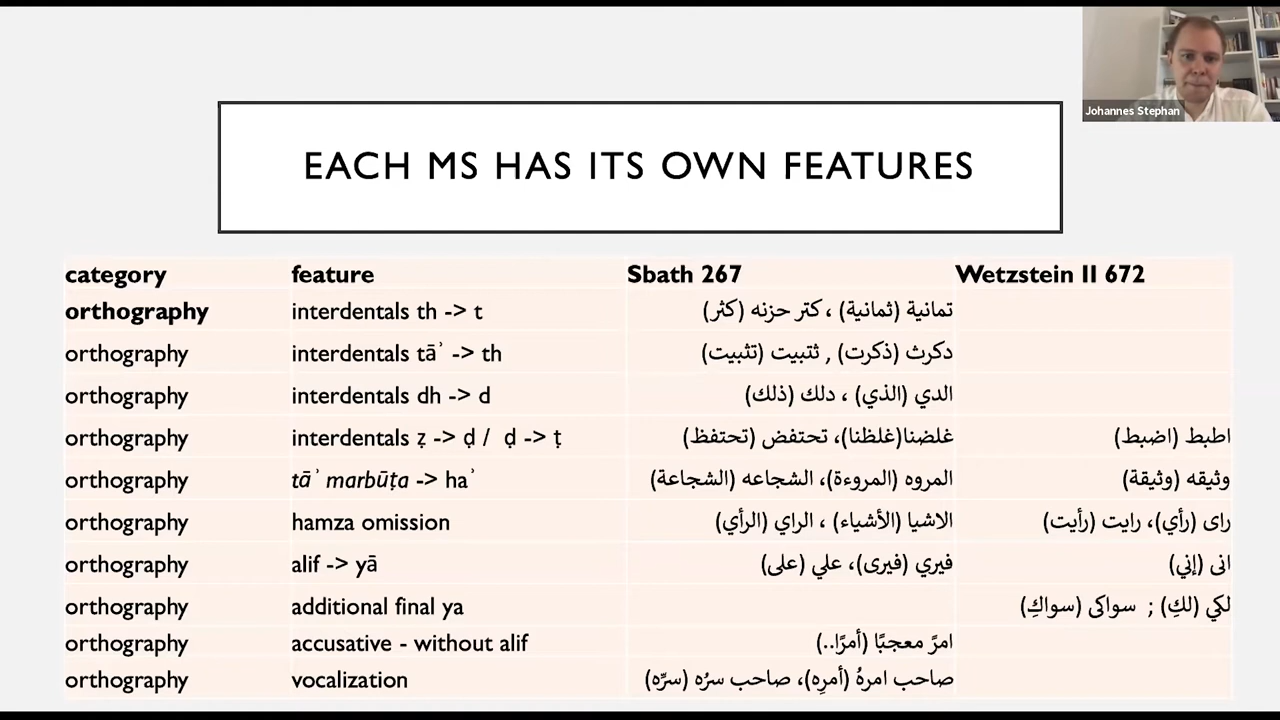 Johannes Stephan
EACH MS HAS ITS OWN FEATURES
category feature Sbath 267 Wetzstein II 672
orthography interdentals th -> t تمانية (ثمانية) ، كتر حزنه (كثر)
orthography interdentals tāʾ -> th دكرث (ذكرت) , ثتبيت (تثبيت)
orthography interdentals dh -> d الدي (الذي) ، دلك (ذلك)
orthography interdentals ẓ -> ḍ / ḍ -> ṭ غلضنا(غلظنا)، تحتفض (تحتفظ) اطبط (اضبط)
orthography tāʾ marbūṭa -> haʾ المروه (المروءة)، الشجاعه (الشجاعة) وثيقه (وثيقة)
orthography hamza omission الاشيا (الأشياء) ، الراي (الرأي) راى (رأي)، رايت (رأيت)
orthography alif -> yā فيري (فيرى)، علي (على) انى (إني)
orthography additional final ya لكي (لكِ) ; سواكى (سواكِ)
orthography accusative - without alif امرً معجبًا (أمرًا..)
orthography vocalization صاحب امرهُ (أمرِه)، صاحب سرُه (سرِّه)